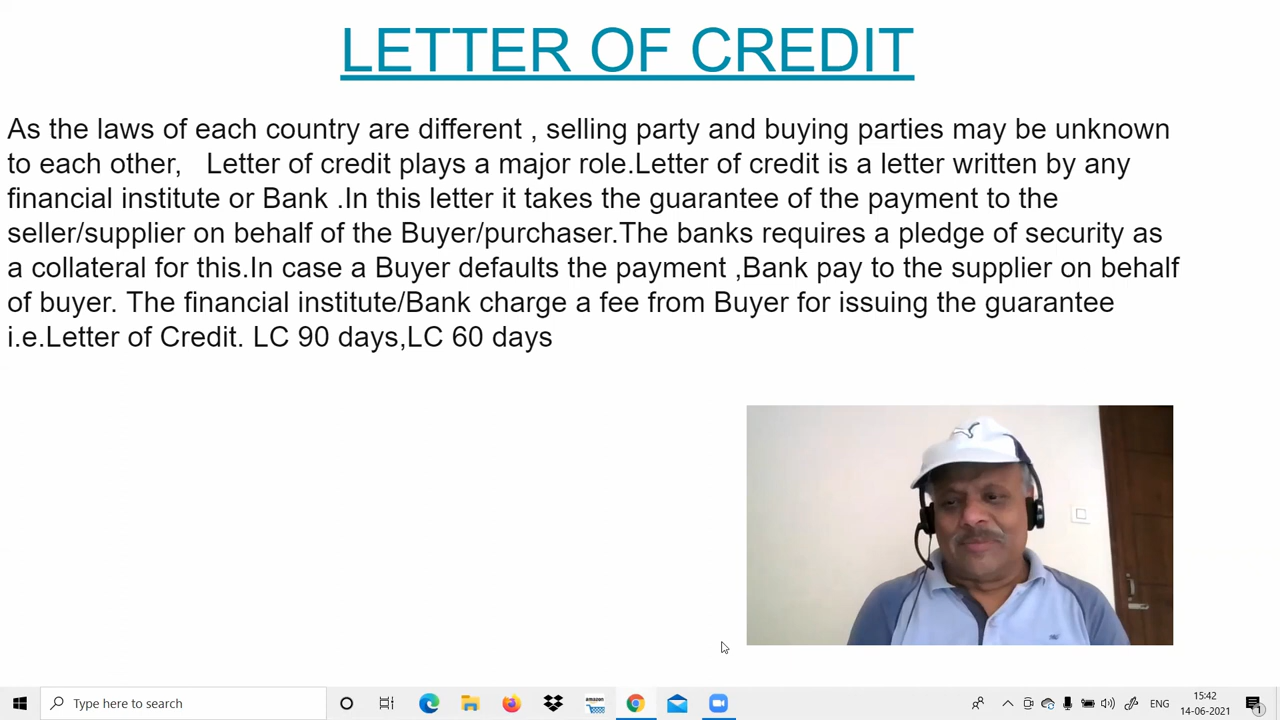 LETTER OF CREDIT
As the laws of each country are different , selling party and buying parties may be unknown
to each other,   Letter of credit plays a major role.Letter of credit is a letter written by any
financial institute or Bank .In this letter it takes the guarantee of the payment to the
seller/supplier on behalf of the Buyer/purchaser.The banks requires a pledge of security as
a collateral for this.In case a Buyer defaults the payment ,Bank pay to the supplier on behalf
of buyer. The financial institute/Bank charge a fee from Buyer for issuing the guarantee
i.e.Letter of Credit. LC 90 days,LC 60 days
Type here to search
amazon
ENG
15:42
14-06-2021
1